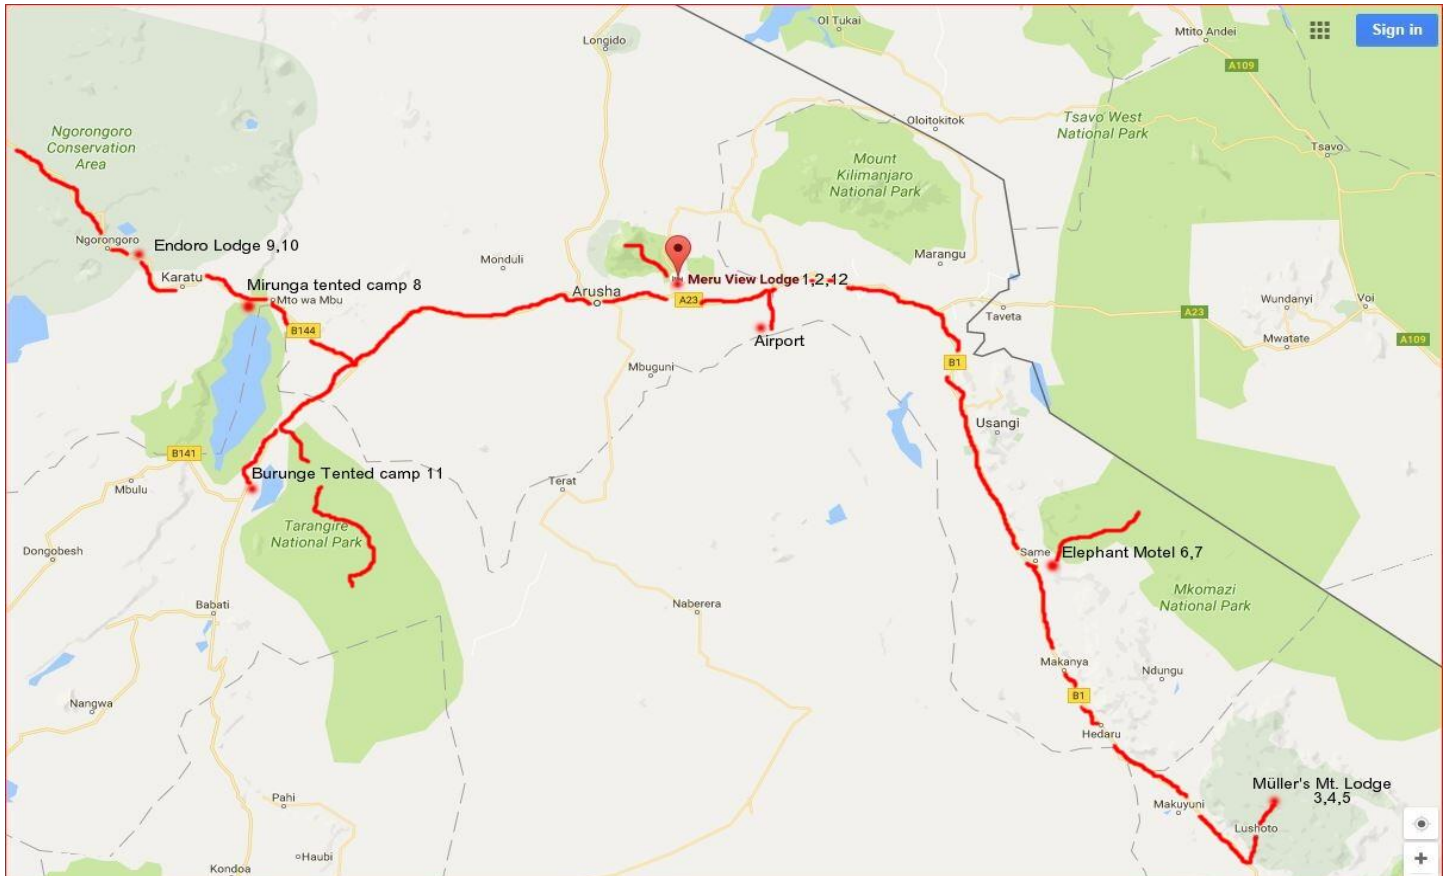 Ol Tukai
Mtito Andei
Sign in
Longido
A109
Oloitokitok
Tsavo West
National Park
Ngorongoro
Conservation
Area
Tsavo
Mount
Kilimanjaro
National Park
Ngorongoro
Endoro Lodge 9,10
Monduli
Marangu
Karatu
Mirunga tented camp 8
Mto wa Mbu
Meru View Lodge 1,2,12
Arusha
A23
Wundanyi
Voi
Taveta
A23
B144
Airport
Mwatate
A109
B1
Mbuguni
Usangi
B141
Burunge Tented camp 11
Mbulu
Terat
Tarangire
National Park
Dongobesh
Same
Elephant Motel 6,7
Mkomazi
National Park
Babati
Naberera
Makanya
Ndungu
Nangwa
B1
Hedaru
Müller's Mt. Lodge
3,4,5
Pahi
Makuyuni
Lushoto
Haubi
Kondoa